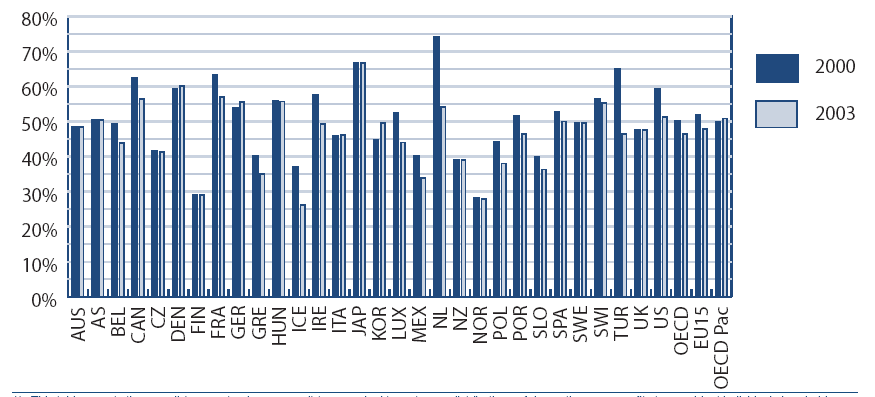 80%
70%
60%
50%
40%
30%
20%
10%
0%
2000
2003
AUS
AS
BEL
CAN
CZ
DEN
FIN
FRA
GER
GRE
HUN
ICE
IRE
ITA
JAP
KOR
LUX
MEX
NL
NZ
NOR
POL
POR
SLO
SPA
SWE
SWI
TUR
UK
US
OECD
EU15
OECD Pac